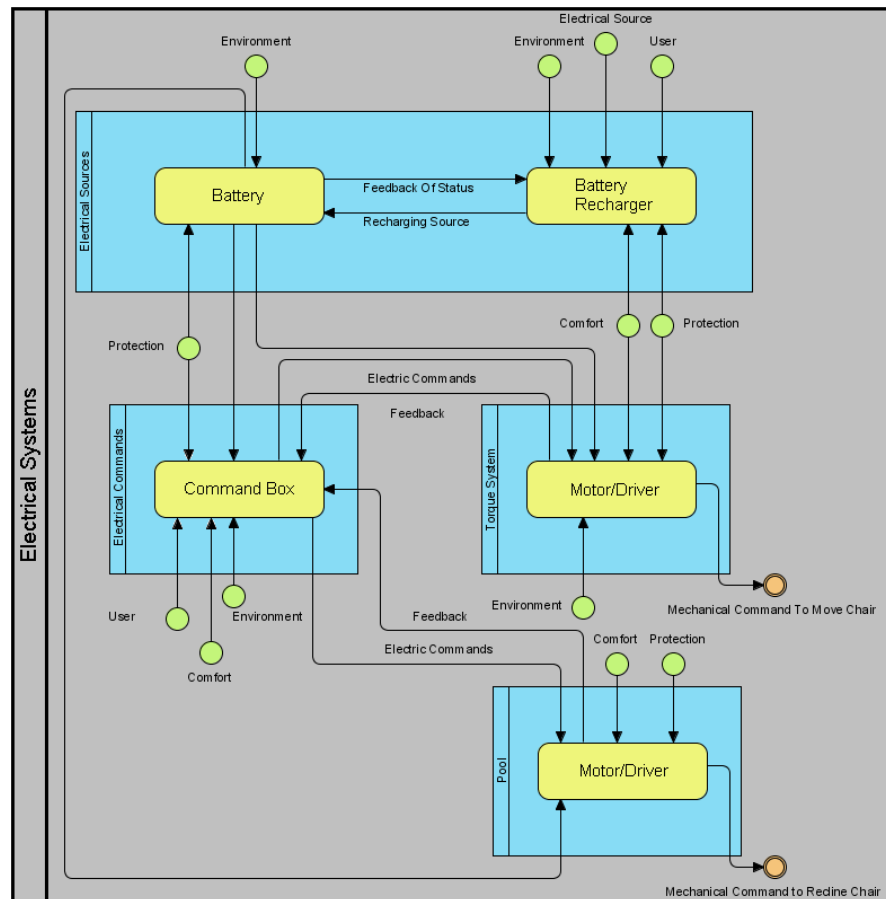 Electrical Source
Environment
Environment
User
Electrical Systems
Electrical Sources
Battery
Feedback Of Status
Recharging Source
Battery
Recharger
Protection
Comfort
Protection
Electric Commands
Feedback
Electrical Commands
Command Box
Torque System
Motor/Driver
User
Environment
Comfort
Environment
Mechanical Command To Move Chair
Feedback
Electric Commands
Comfort
Protection
Pool
Motor/Driver
Mechanical Command to Recline Chair